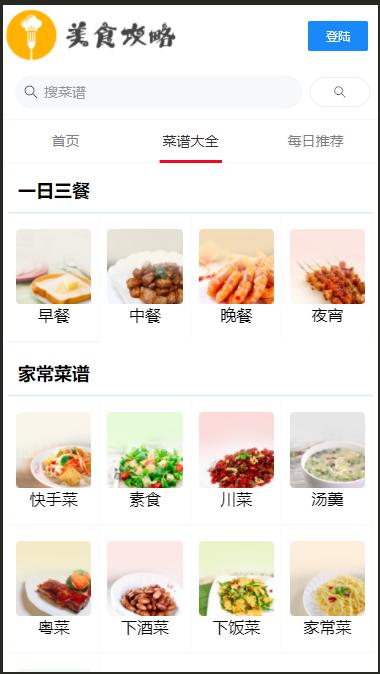 美食攻略
登陆
搜菜谱
首页 菜谱大全 每日推荐
一日三餐
早餐 中餐 晚餐 夜宵
家常菜谱
快手菜 素食 川菜 汤羹
粤菜 下酒菜 下饭菜 家常菜